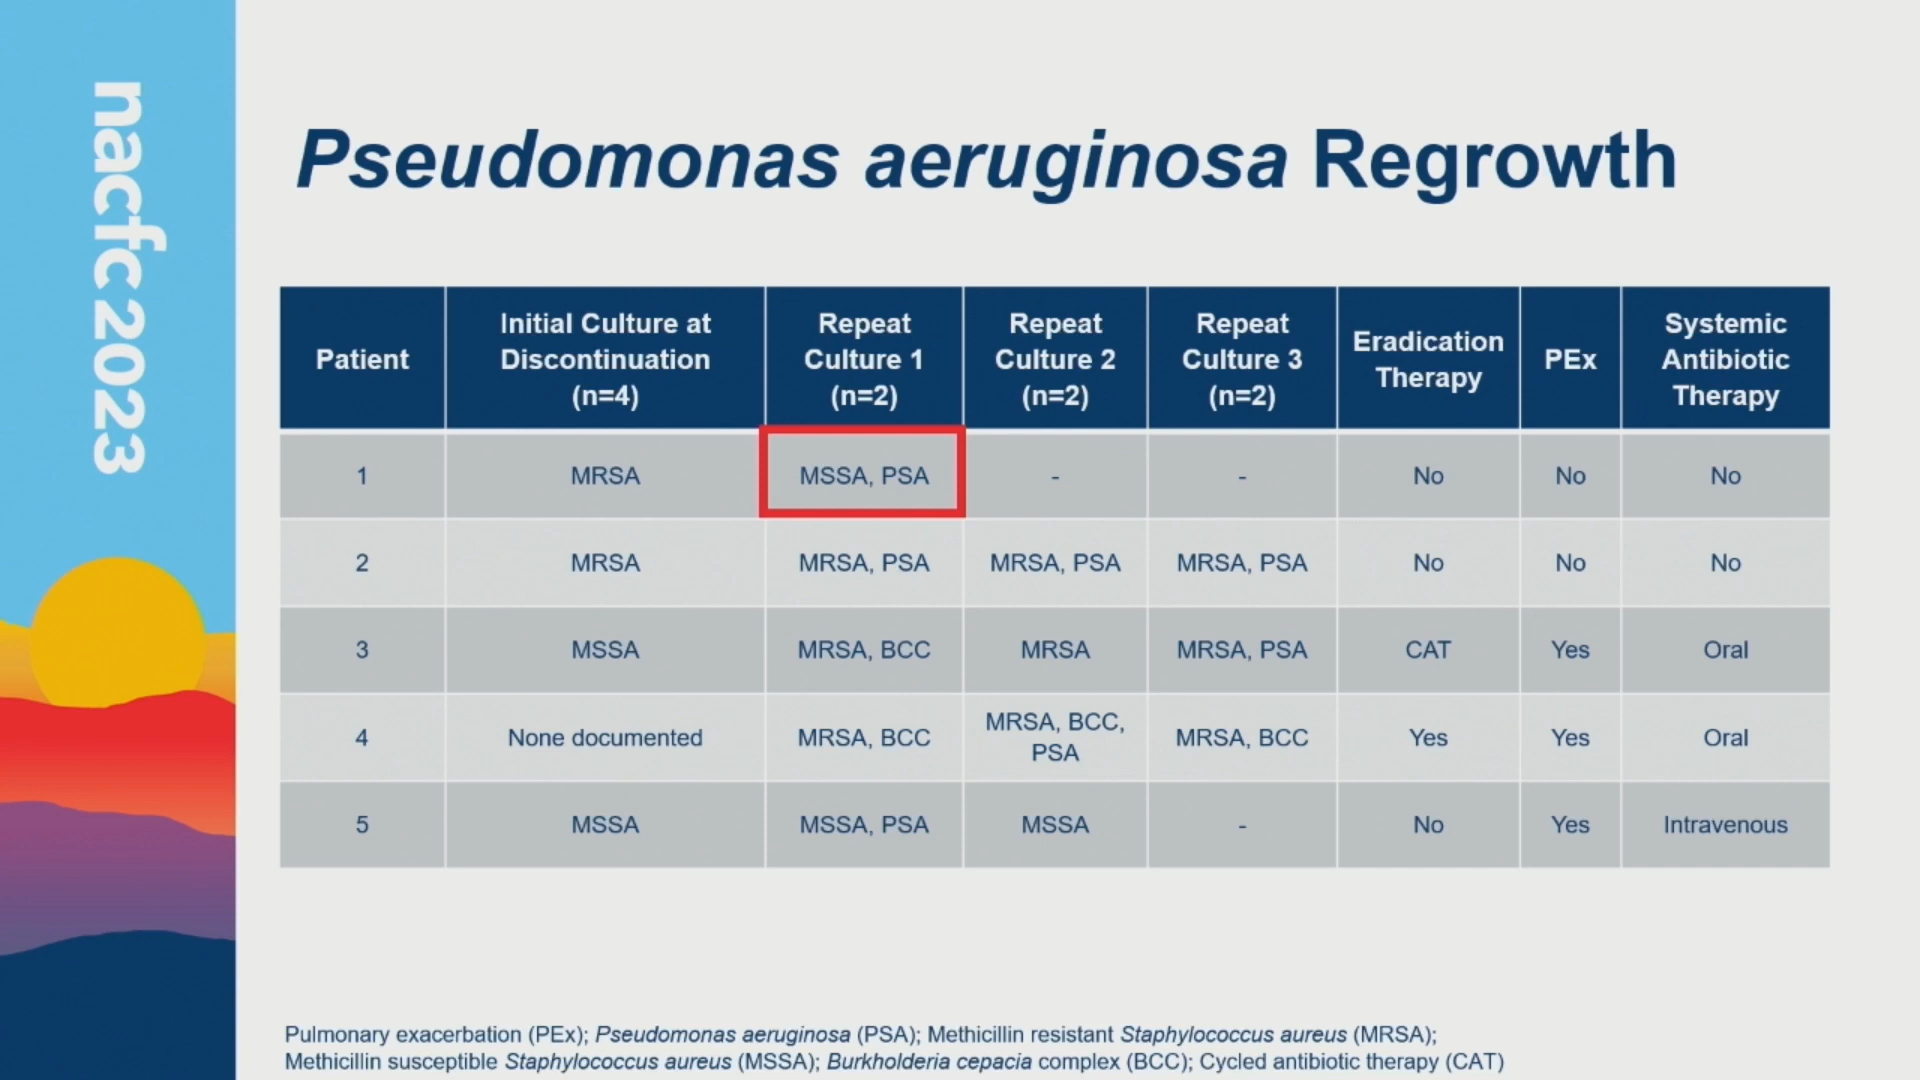 nacfc 2023
Pseudomonas aeruginosa Regrowth
Patient
Initial Culture at
Discontinuation
(n=4)
Repeat
Culture 1
(n=2)
Repeat
Culture 2
(n=2)
Repeat
Culture 3
(n=2)
Eradication
Therapy
PEx
Systemic
Antibiotic
Therapy
1 MRSA MSSA, PSA - - No No No
2 MRSA MRSA, PSA MRSA, PSA MRSA, PSA No No No
3 MSSA MRSA, BCC MRSA MRSA, PSA CAT Yes Oral
4 None documented MRSA, BCC MRSA, BCC,
PSA MRSA, BCC Yes Yes Oral
5 MSSA MSSA, PSA MSSA - No Yes Intravenous
Pulmonary exacerbation (PEx); Pseudomonas aeruginosa (PSA); Methicillin resistant Staphylococcus aureus (MRSA);
Methicillin susceptible Staphylococcus aureus (MSSA); Burkholderia cepacia complex (BCC); Cycled antibiotic therapy (CAT)